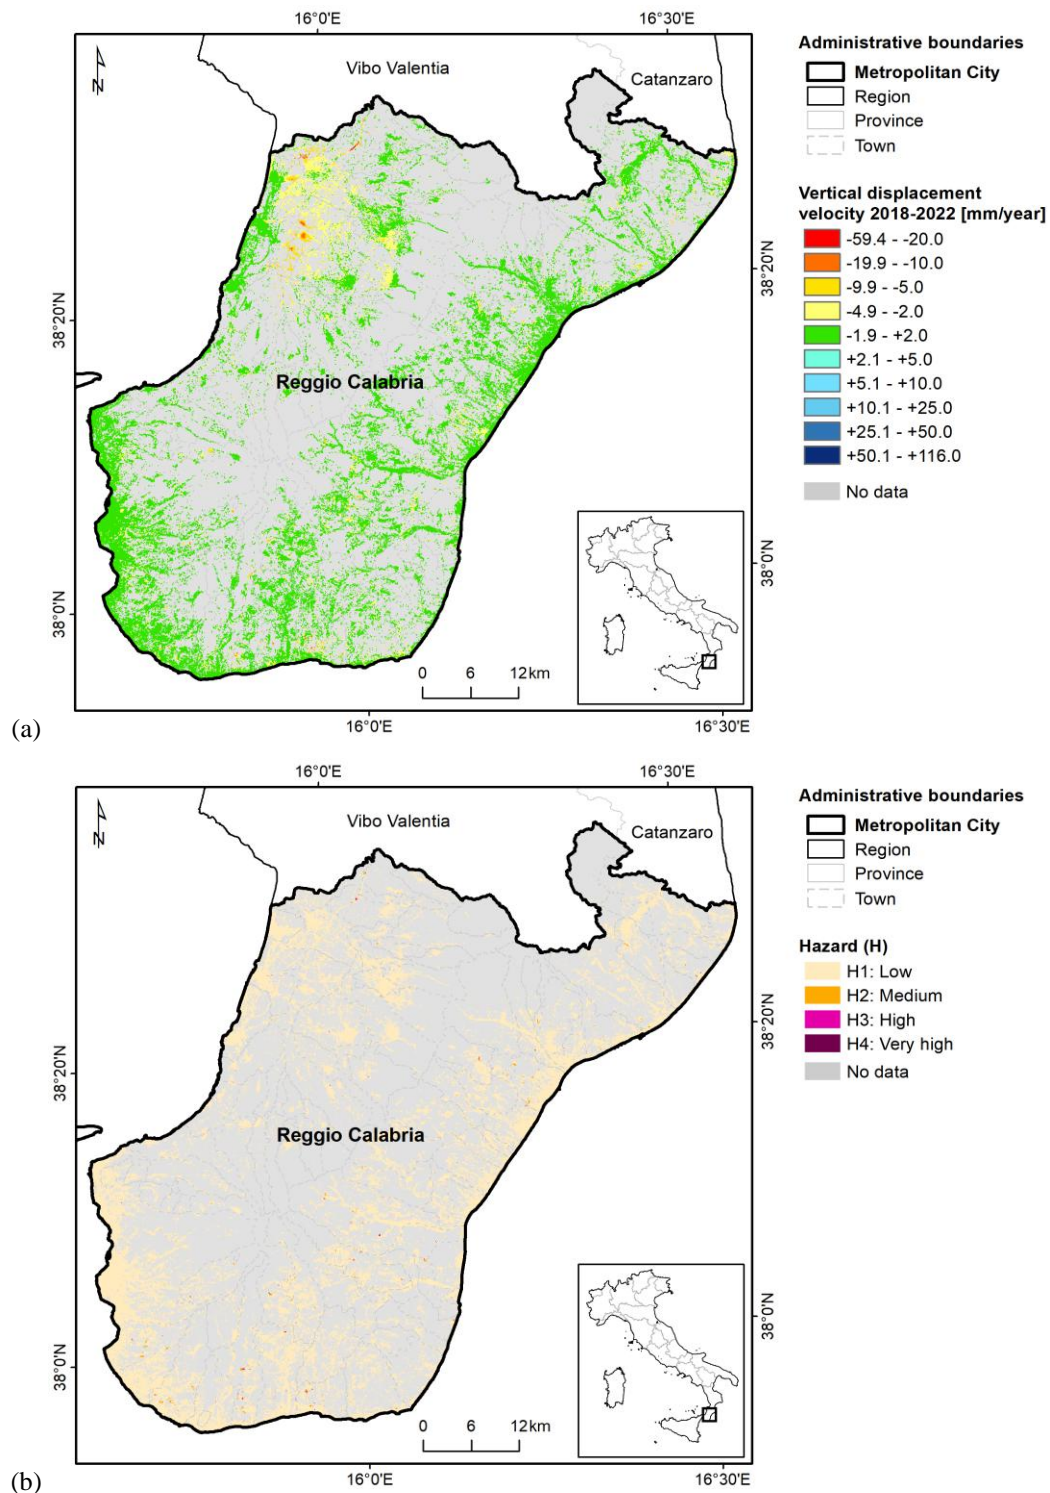 16°0'E
16°30'E
N
Vibo Valentia
Catanzaro
Reggio Calabria
38°20'N
38°20'N
38°0'N
38°0'N
0 6 12km
16°0'E
16°30'E
Administrative boundaries
Metropolitan City
Region
Province
Town
Vertical displacement
velocity 2018-2022 [mm/year]
-59.4 - -20.0
-19.9 - -10.0
-9.9 - -5.0
-4.9 - -2.0
-1.9 - +2.0
+2.1 - +5.0
+5.1 - +10.0
+10.1 - +25.0
+25.1 - +50.0
+50.1 - +116.0
No data
(a)
16°0'E
16°30'E
N
Vibo Valentia
Catanzaro
Reggio Calabria
38°20'N
38°20'N
38°0'N
38°0'N
0 6 12km
16°0'E
16°30'E
Administrative boundaries
Metropolitan City
Region
Province
Town
Hazard (H)
H1: Low
H2: Medium
H3: High
H4: Very high
No data
(b)